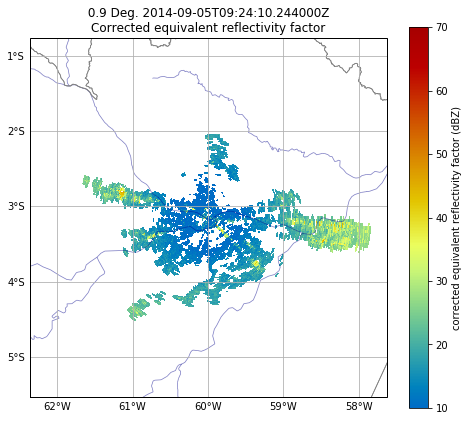 0.9 Deg. 2014-09-05T09:24:10.244000Z
Corrected equivalent reflectivity factor
1°S
2°S
3°S
4°S
5°S
62°W 61°W 60°W 59°W 58°W
70
60
50
40
30
20
10
corrected equivalent reflectivity factor (dBZ)